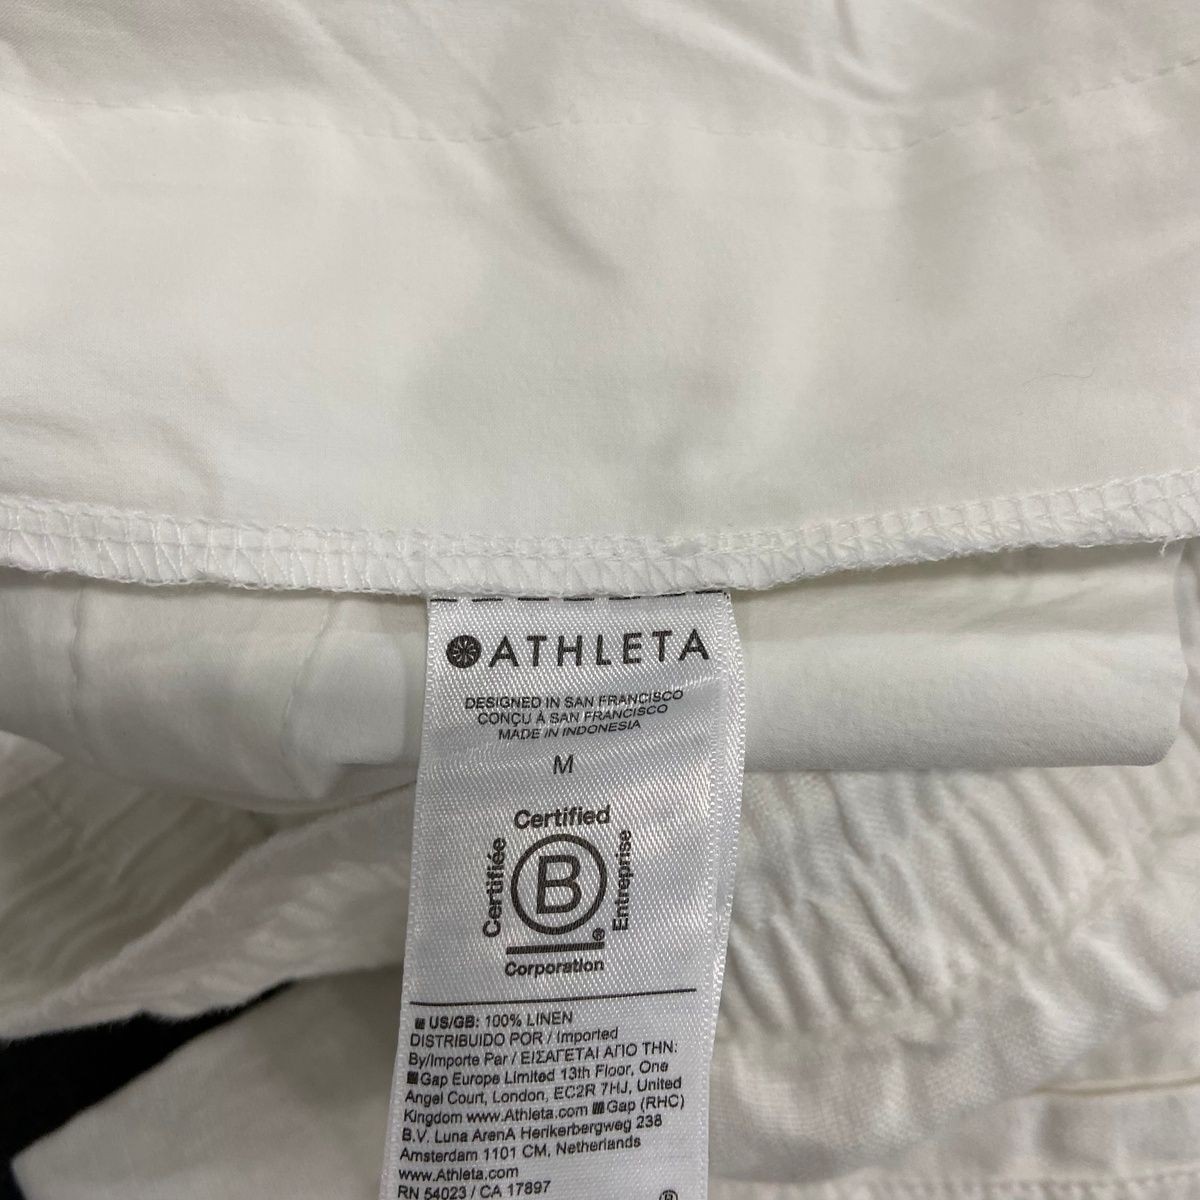 ATHLETA
DESIGNED IN SAN FRANCISCO
CONÇU À SAN FRANCISCO
MADE IN INDONESIA
M
Certified
Certifiée
B
Entreprise
®
Corporation
US/GB: 100% LINEN
DISTRIBUIDO POR / Imported
By/Importe Par / ΕΙΣΑΓΕΤΑΙ ΑΠΟ ΤΗΝ:
Gap Europe Limited 13th Floor, One
Angel Court, London, EC2R 7HJ, United
Kingdom www.Athleta.com Gap (RHC)
B.V. Luna ArenA Herikerbergweg 238
Amsterdam 1101 CM, Netherlands
www.Athleta.com
RN 54023 / CA 17897